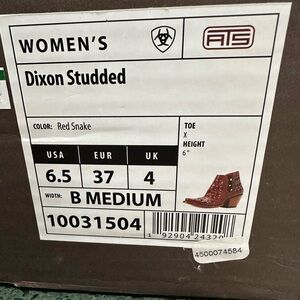 WOMEN'S
ATS
Dixon Studded
COLOR: Red Snake
TOE
X
HEIGHT
6"
USA EUR UK
6.5 37 4
WIDTH: B MEDIUM
10031504
4500074584